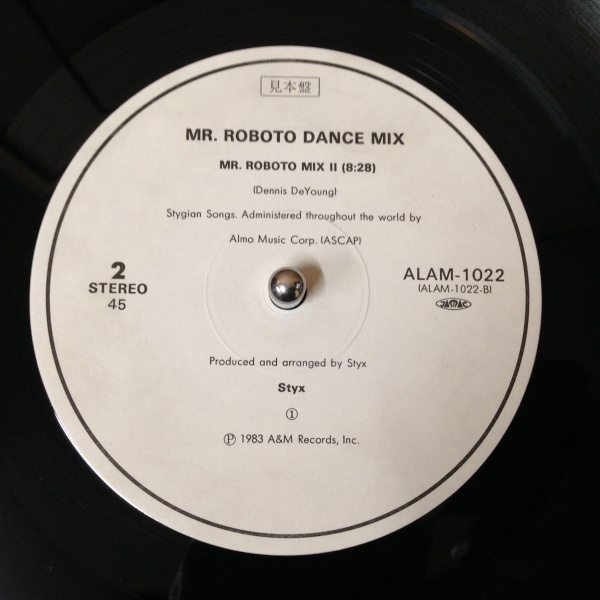 見本盤
MR. ROBOTO DANCE MIX
MR. ROBOTO MIX II (8:28)
(Dennis DeYoung)
Stygian Songs. Administered throughout the world by
Almo Music Corp. (ASCAP)
2
STEREO
45
ALAM-1022
(ALAM-1022-B)
JASRAC
Produced and arranged by Styx
Styx
①
Ⓟ 1983 A&M Records, Inc.